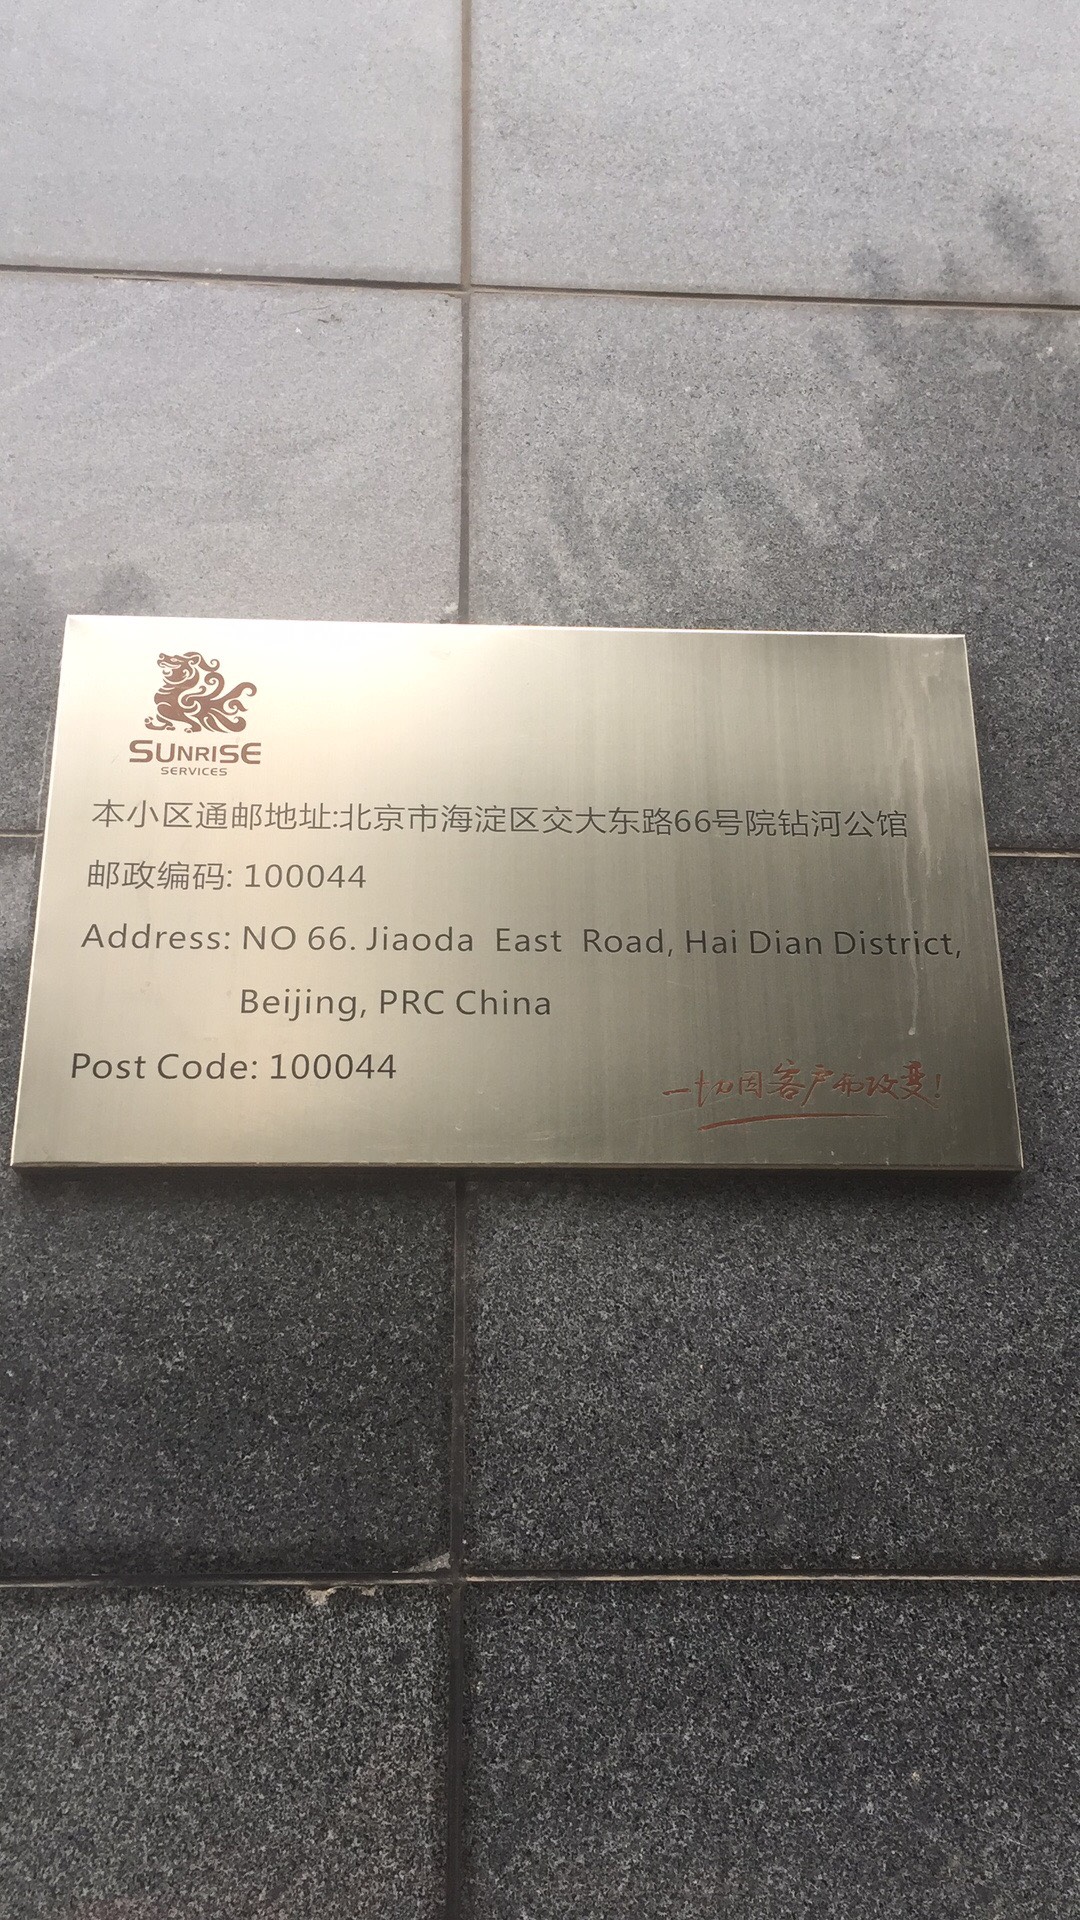 SUNRISE
SERVICES
本小区通邮地址:北京市海淀区交大东路66号院钻河公馆
邮政编码: 100044
Address: NO 66. Jiaoda East Road, Hai Dian District,
Beijing, PRC China
Post Code: 100044
一切因客户而改变!